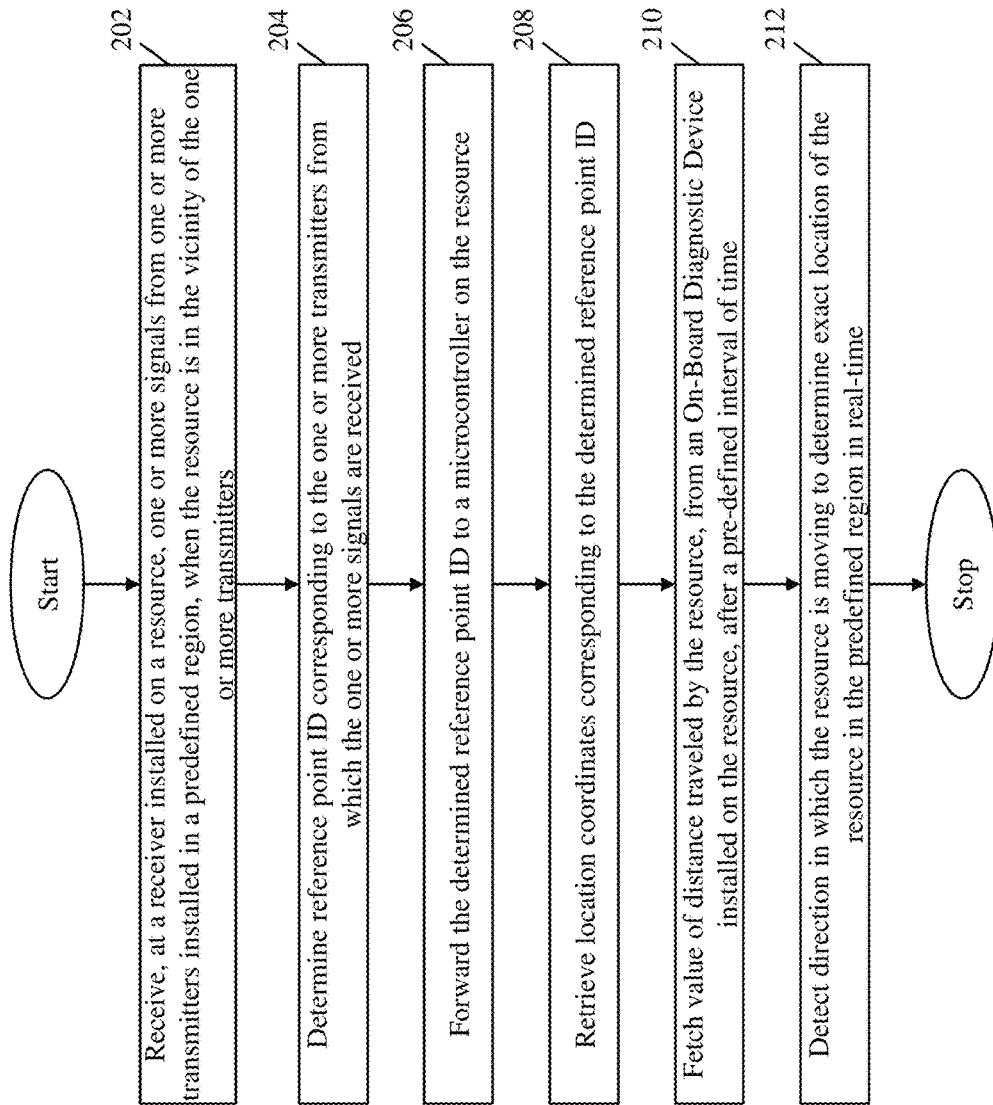 Start
202
Receive, at a receiver installed on a resource, one or more signals from one or more
transmitters installed in a predefined region, when the resource is in the vicinity of the one
or more transmitters
204
Determine reference point ID corresponding to the one or more transmitters from
which the one or more signals are received
206
Forward the determined reference point ID to a microcontroller on the resource
208
Retrieve location coordinates corresponding to the determined reference point ID
210
Fetch value of distance traveled by the resource, from an On-Board Diagnostic Device
installed on the resource, after a pre-defined interval of time
212
Detect direction in which the resource is moving to determine exact location of the
resource in the predefined region in real-time
Stop